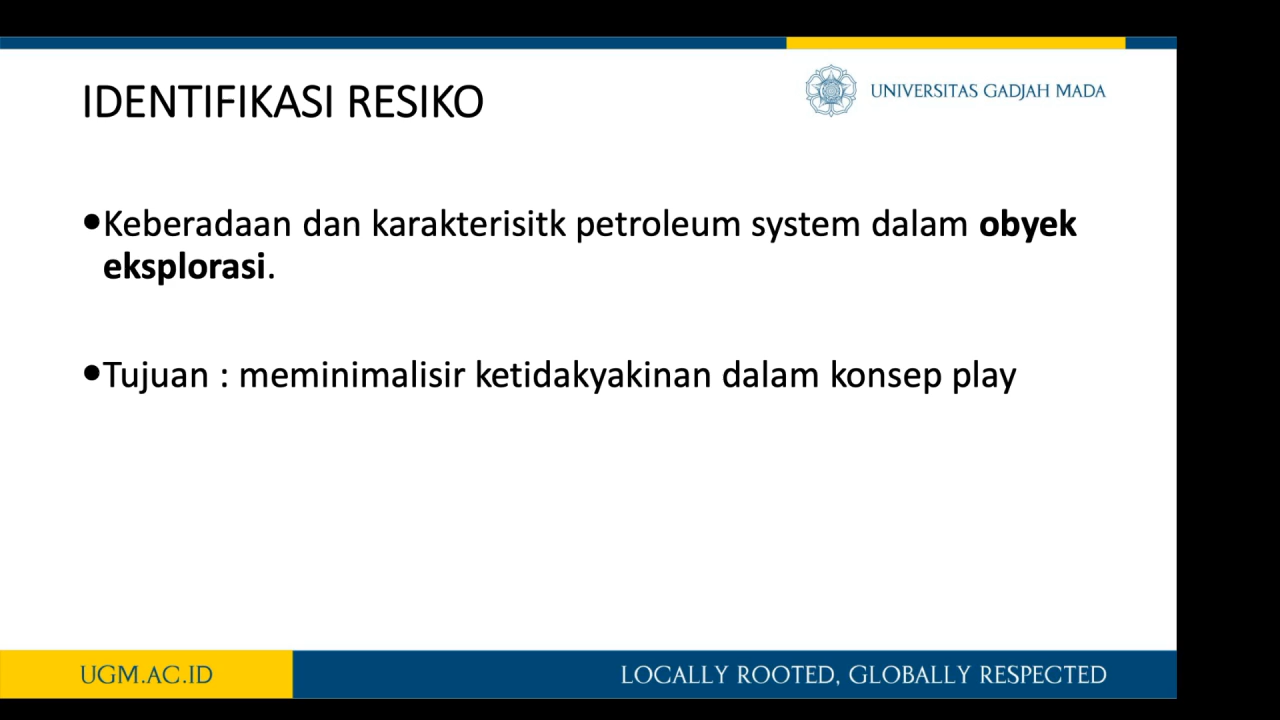 IDENTIFIKASI RESIKO
UNIVERSITAS GADJAH MADA
•Keberadaan dan karakterisitk petroleum system dalam obyek
eksplorasi.
•Tujuan : meminimalisir ketidakyakinan dalam konsep play
UGM.AC.ID
LOCALLY ROOTED, GLOBALLY RESPECTED